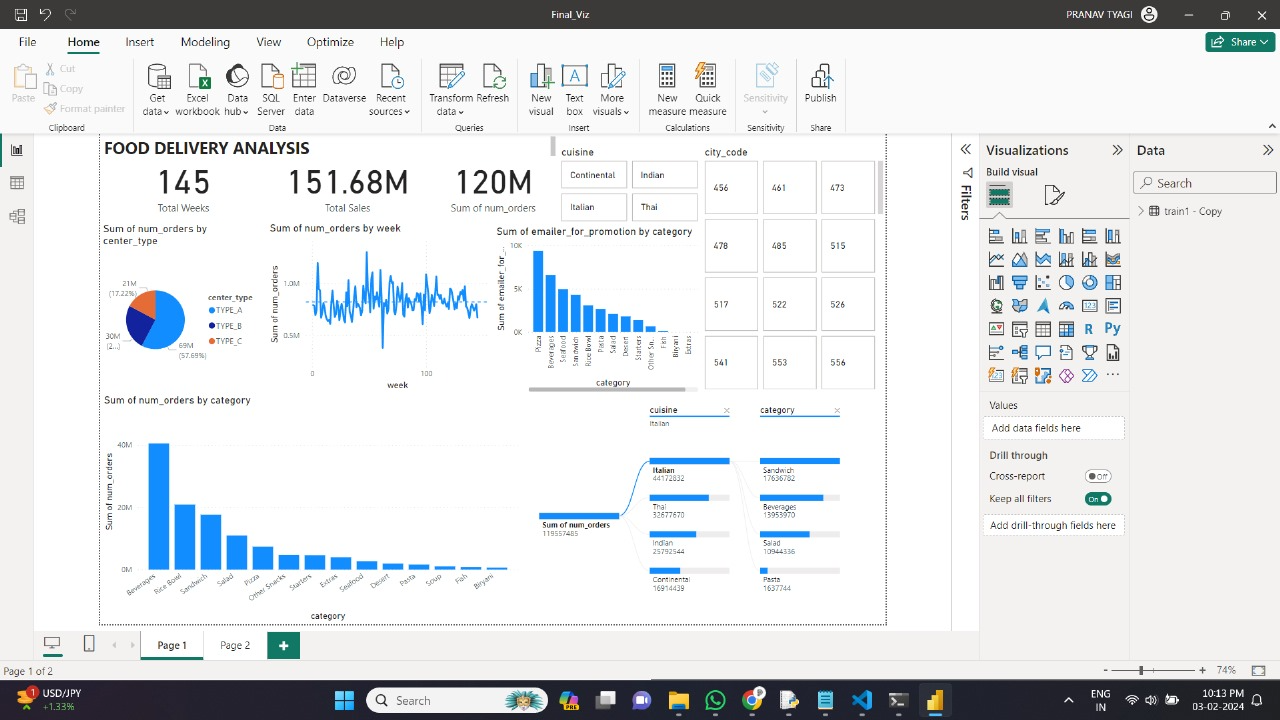 Final_Viz
PRANAV TYAGI
File Home Insert Modeling View Optimize Help
Share
Paste
Cut
Copy
Format painter
Clipboard
Get data
Excel workbook
Data hub
SQL Server
Enter data
Dataverse
Recent sources
Data
Transform data
Refresh
Queries
New visual
Text box
More visuals
Insert
New measure
Quick measure
Calculations
Sensitivity
Sensitivity
Publish
Share
FOOD DELIVERY ANALYSIS
145
Total Weeks
151.68M
Total Sales
120M
Sum of num_orders
cuisine
Continental
Indian
Italian
Thai
city_code
456 461 473
478 485 515
517 522 526
541 553 556
Sum of num_orders by
center_type
21M
(17.22%)
30M
(2...)
69M
(57.69%)
center_type
TYPE_A
TYPE_B
TYPE_C
Sum of num_orders by week
Sum of num_orders
1.0M
0.5M
0 100
week
Sum of emailer_for_promotion by category
Sum of emailer_for_...
10K
5K
0K
Pizza
Beverages
Seafood
Sandwich
Rice Bowl
Pasta
Salad
Desert
Starters
Other Sn...
Fish
Biryani
Extras
category
Sum of num_orders by category
Sum of num_orders
40M
20M
0M
Beverages
Rice Bowl
Sandwich
Salad
Pizza
Other Snacks
Starters
Extras
Seafood
Desert
Pasta
Soup
Fish
Biryani
category
cuisine
Italian
category
Sum of num_orders
119557485
Italian
44172832
Thai
32677670
Indian
25792544
Continental
16914439
Sandwich
17636782
Beverages
13953970
Salad
10944336
Pasta
1637744
Filters
Visualizations
Build visual
Values
Add data fields here
Drill through
Cross-report
Off
Keep all filters
On
Add drill-through fields here
Data
Search
train1 - Copy
Page 1
Page 2
Page 1 of 2
74%
1
USD/JPY
+1.33%
Search
ENG
IN
10:13 PM
03-02-2024